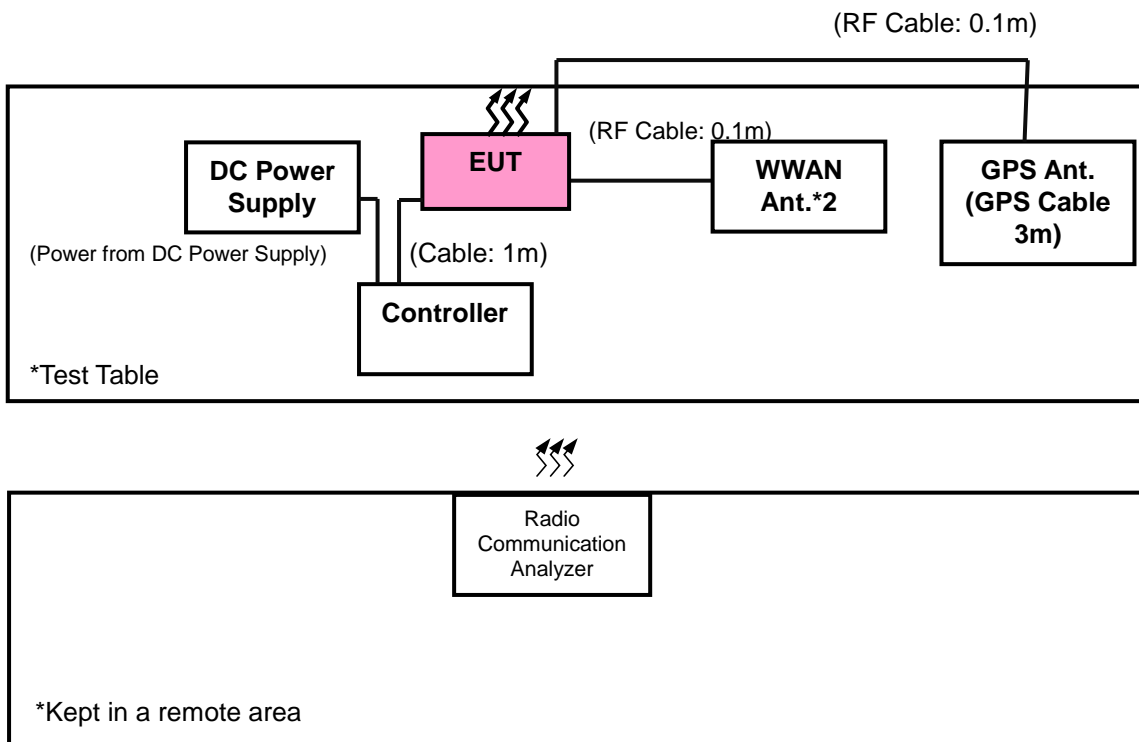 (RF Cable: 0.1m)
(RF Cable: 0.1m)
EUT
DC Power
Supply
WWAN
Ant.*2
GPS Ant.
(GPS Cable
3m)
(Power from DC Power Supply)
(Cable: 1m)
Controller
*Test Table
Radio
Communication
Analyzer
*Kept in a remote area